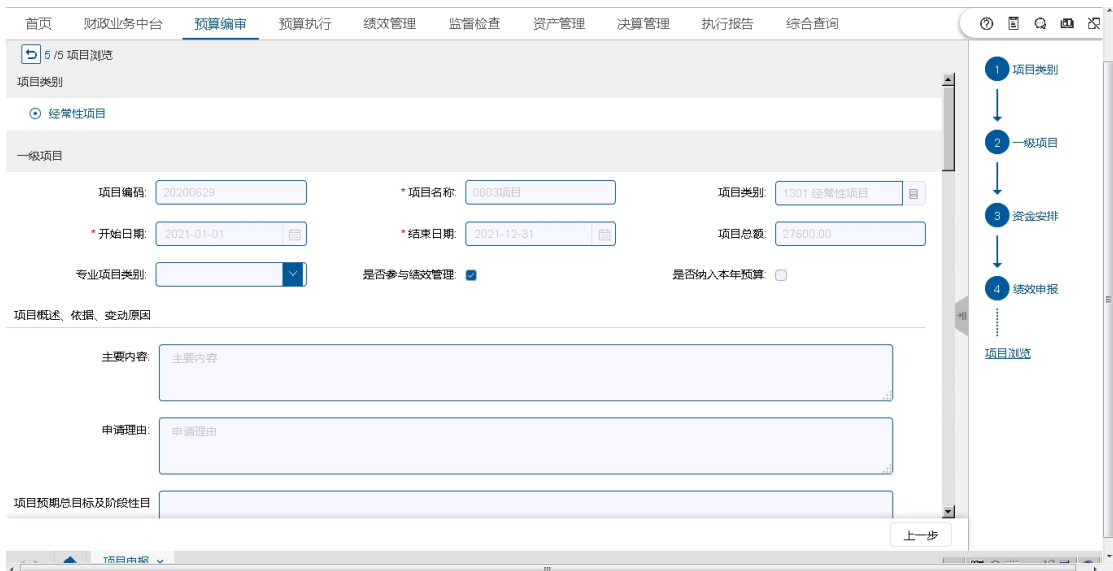 首页 财政业务中台 预算编审 预算执行 绩效管理 监督检查 资产管理 决算管理 执行报告 综合查询
5 /5 项目浏览
项目类别
经常性项目
一级项目
项目编码: 20200629 *项目名称: 0803项目 项目类别: 1301 经常性项目
*开始日期: 2021-01-01 *结束日期: 2021-12-31 项目总额: 27600.00
专业项目类别: 是否参与绩效管理: 是否纳入本年预算:
项目概述、依据、变动原因
主要内容: 主要内容
申请理由: 申请理由
项目预期总目标及阶段性目
上一步
项目申报
1 项目类别
2 一级项目
3 资金安排
4 绩效申报
项目浏览